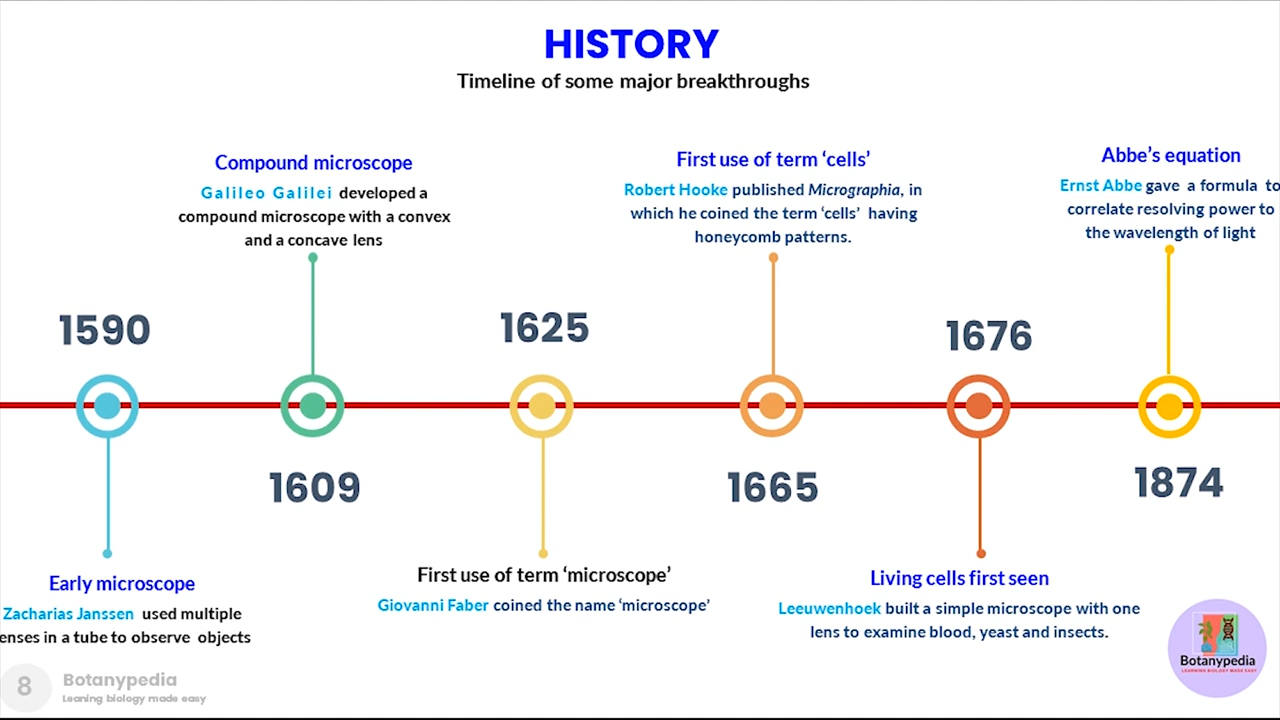 HISTORY
Timeline of some major breakthroughs
Compound microscope
Galileo Galilei developed a
compound microscope with a convex
and a concave lens
First use of term ‘cells’
Robert Hooke published Micrographia, in
which he coined the term ‘cells’ having
honeycomb patterns.
Abbe’s equation
Ernst Abbe gave a formula to
correlate resolving power to
the wavelength of light
1590
1625
1676
1609
1665
1874
Early microscope
Zacharias Janssen used multiple
enses in a tube to observe objects
First use of term ‘microscope’
Giovanni Faber coined the name ‘microscope’
Living cells first seen
Leeuwenhoek built a simple microscope with one
lens to examine blood, yeast and insects.
8
Botanypedia
Leaning biology made easy
Botanypedia
LEARNING BIOLOGY MADE EASY